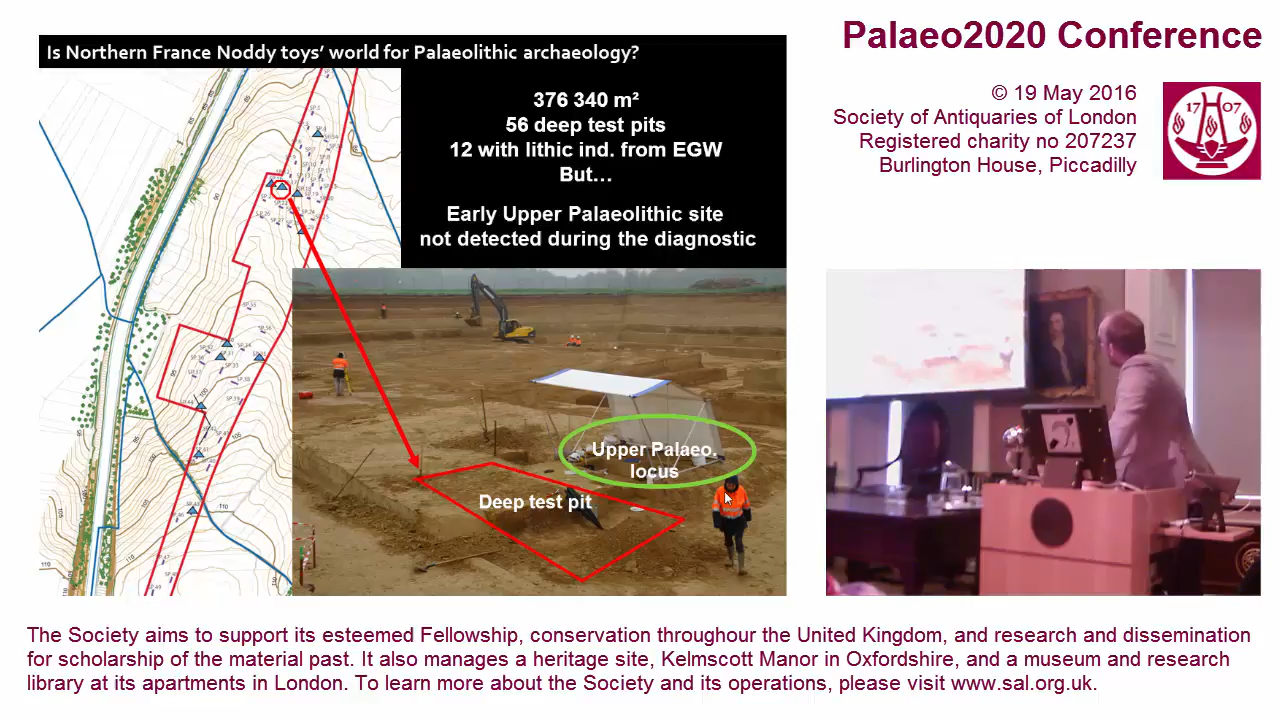 Is Northern France Noddy toys' world for Palaeolithic archaeology?
376 340 m²
56 deep test pits
12 with lithic ind. from EGW
But…
Early Upper Palaeolithic site
not detected during the diagnostic
Upper Palaeo.
locus
Deep test pit
Palaeo2020 Conference
© 19 May 2016
Society of Antiquaries of London
Registered charity no 207237
Burlington House, Piccadilly
17 07
The Society aims to support its esteemed Fellowship, conservation throughour the United Kingdom, and research and dissemination
for scholarship of the material past. It also manages a heritage site, Kelmscott Manor in Oxfordshire, and a museum and research
library at its apartments in London. To learn more about the Society and its operations, please visit www.sal.org.uk.